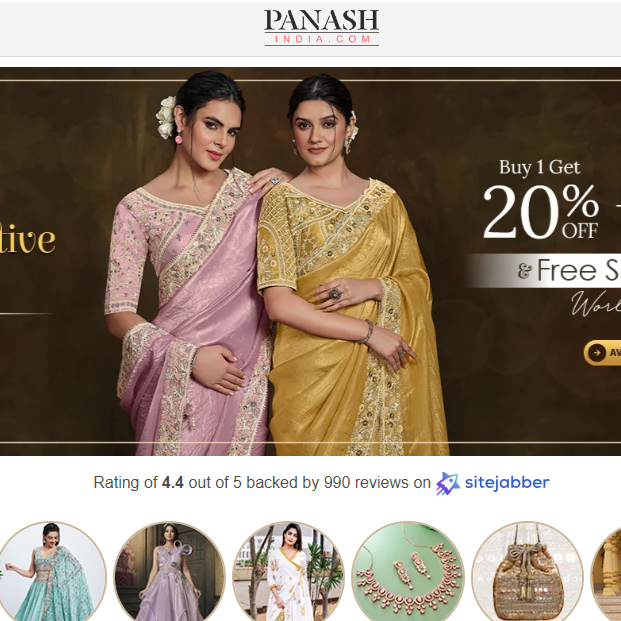 PANASH
INDIA.COM
tive
Buy 1 Get
20% OFF
& Free S
Worl
AV
Rating of 4.4 out of 5 backed by 990 reviews on sitejabber